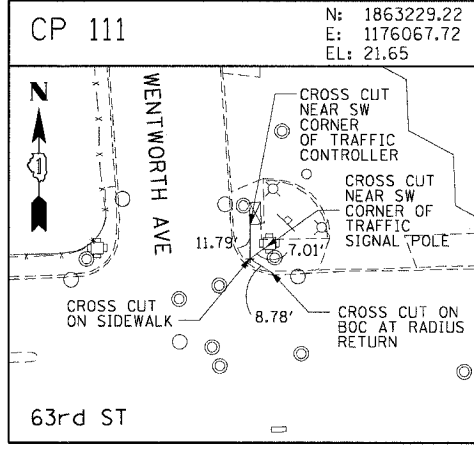 CP 111
N: 1863229.22
E: 1176067.72
EL: 21.65
N
WENTWORTH AVE
CROSS CUT
NEAR SW
CORNER
OF TRAFFIC
CONTROLLER
CROSS CUT
NEAR SW
CORNER OF
TRAFFIC
SIGNAL POLE
11.79'
7.01'
CROSS CUT
ON SIDEWALK
8.78'
CROSS CUT ON
BOC AT RADIUS
RETURN
63rd ST